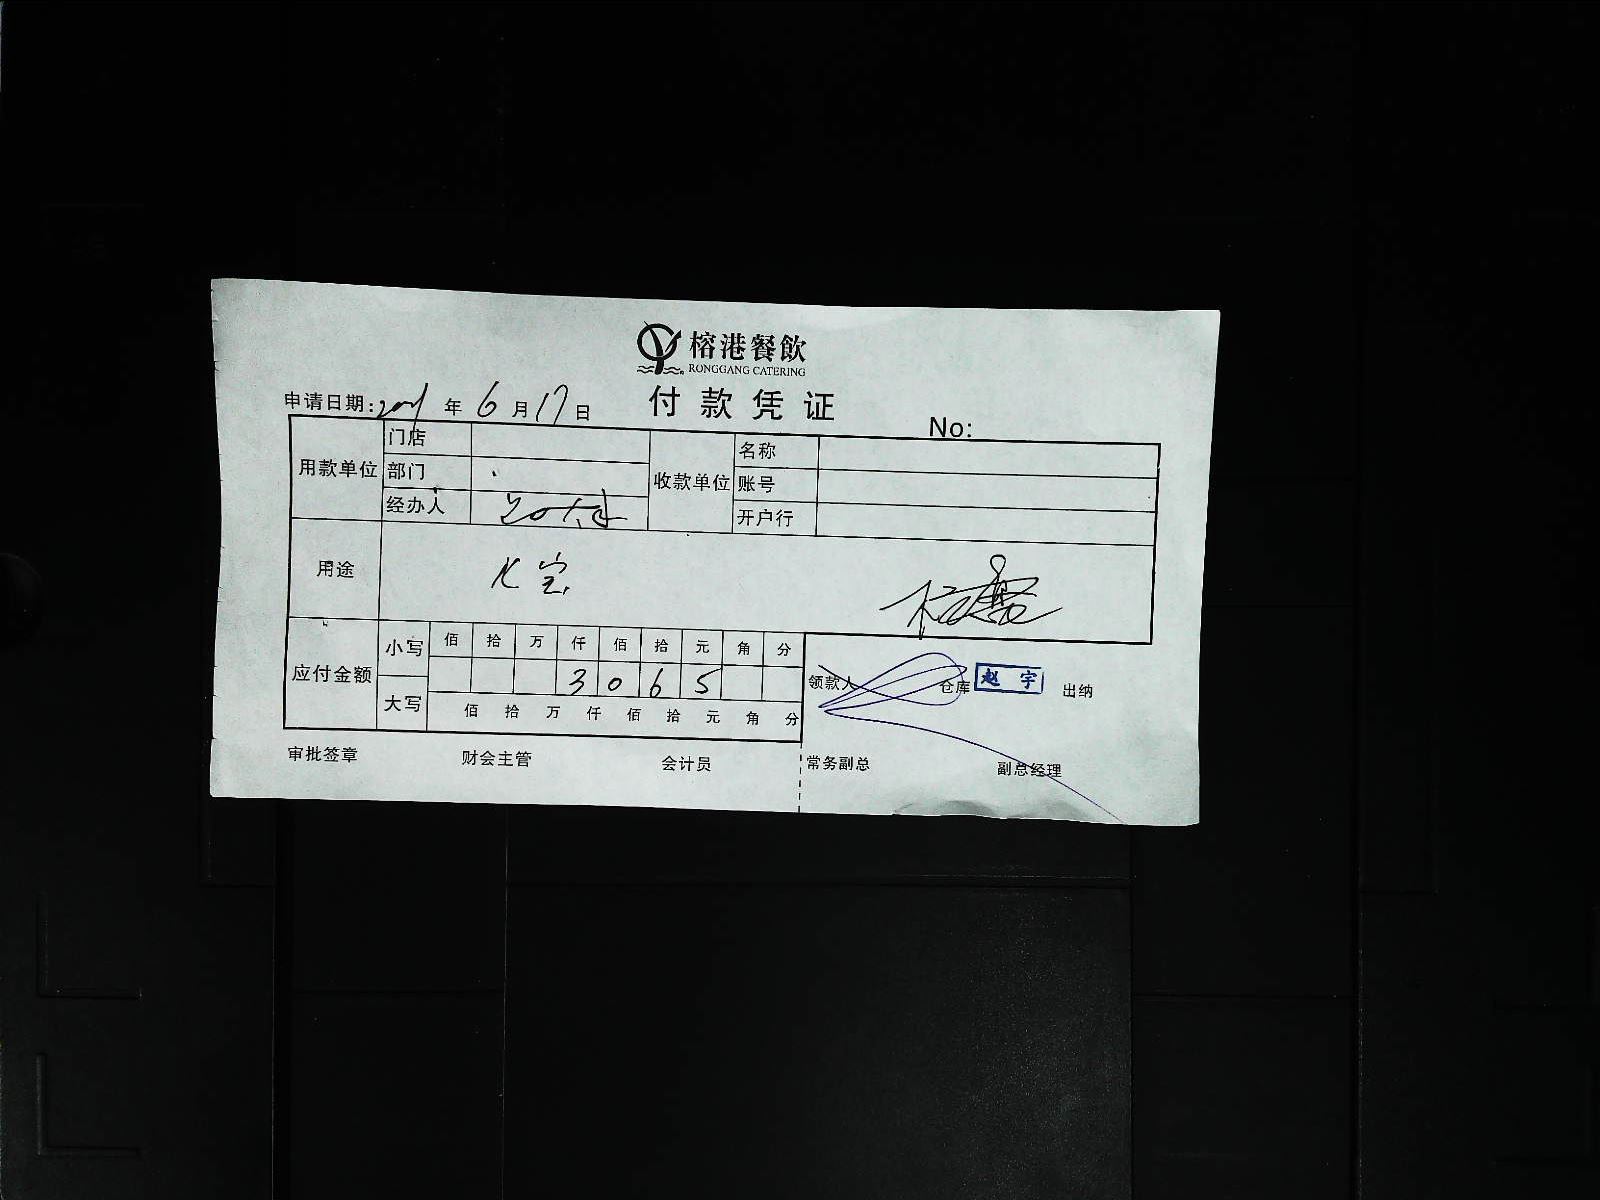 榕港餐飲
RONGGANG CATERING
付款凭证
申请日期: 年 6 月 17 日
No:
用款单位 门店 收款单位 名称
部门 账号
经办人 开户行
用途
应付金额 小写 佰 拾 万 仟 佰 拾 元 角 分
3 0 6 5
大写 佰 拾 万 仟 佰 拾 元 角 分
领款人 仓库 赵宇 出纳
审批签章 财会主管 会计员 常务副总 副总经理